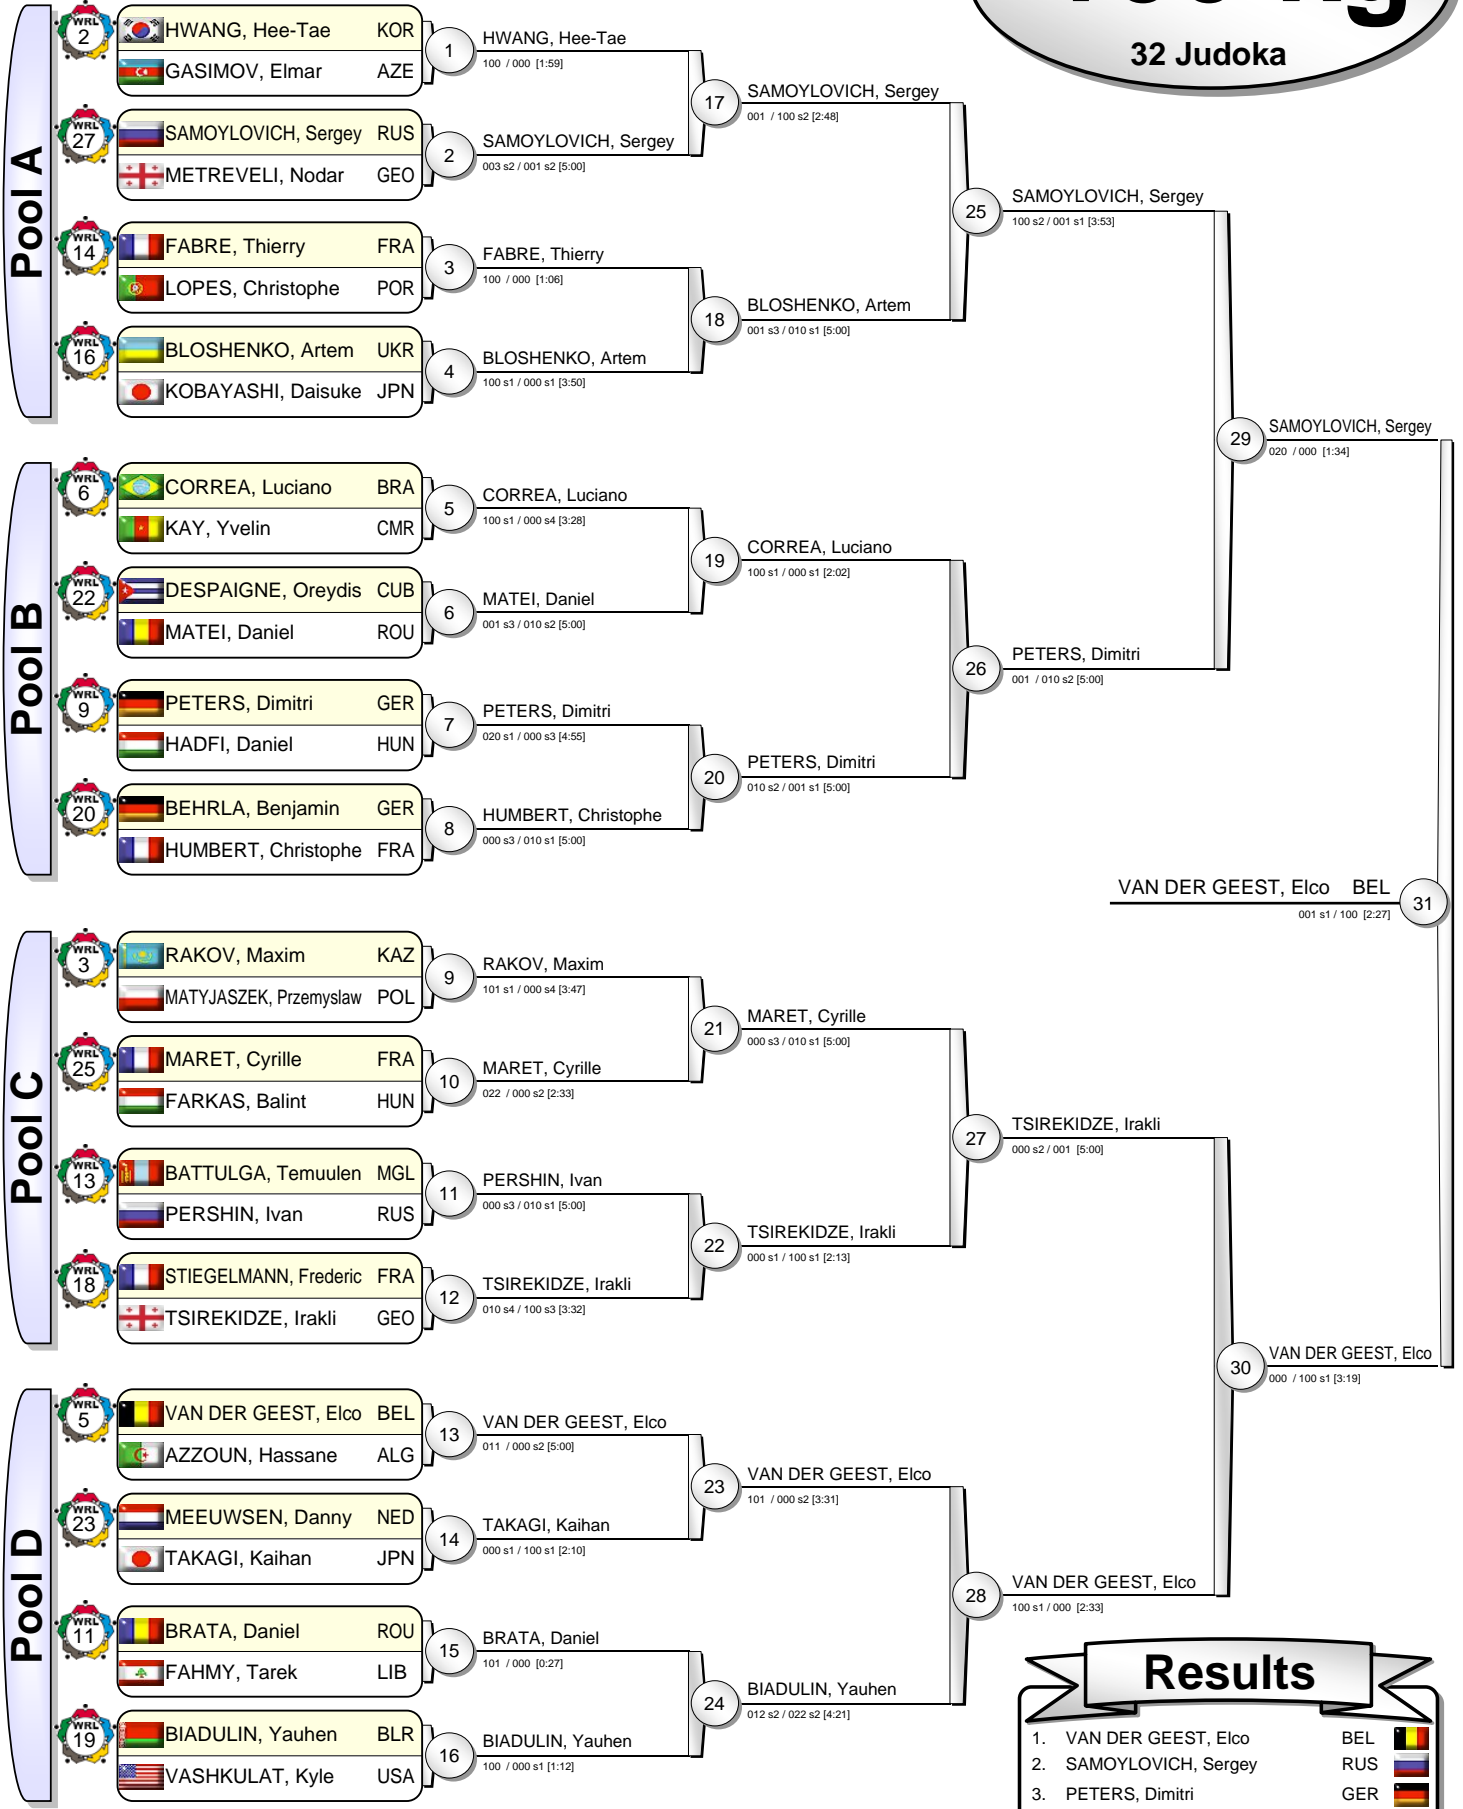 32 Judoka
Pool A
WRL 2
HWANG, Hee-Tae KOR
GASIMOV, Elmar AZE
1
HWANG, Hee-Tae
100 / 000 [1:59]
WRL 27
SAMOYLOVICH, Sergey RUS
METREVELI, Nodar GEO
2
SAMOYLOVICH, Sergey
003 s2 / 001 s2 [5:00]
17
SAMOYLOVICH, Sergey
001 / 100 s2 [2:48]
WRL 14
FABRE, Thierry FRA
LOPES, Christophe POR
3
FABRE, Thierry
100 / 000 [1:06]
WRL 16
BLOSHENKO, Artem UKR
KOBAYASHI, Daisuke JPN
4
BLOSHENKO, Artem
100 s1 / 000 s1 [3:50]
18
BLOSHENKO, Artem
001 s3 / 010 s1 [5:00]
25
SAMOYLOVICH, Sergey
100 s2 / 001 s1 [3:53]
Pool B
WRL 6
CORREA, Luciano BRA
KAY, Yvelin CMR
5
CORREA, Luciano
100 s1 / 000 s4 [3:28]
WRL 22
DESPAIGNE, Oreydis CUB
MATEI, Daniel ROU
6
MATEI, Daniel
001 s3 / 010 s2 [5:00]
19
CORREA, Luciano
100 s1 / 000 s1 [2:02]
WRL 9
PETERS, Dimitri GER
HADFI, Daniel HUN
7
PETERS, Dimitri
020 s1 / 000 s3 [4:55]
WRL 20
BEHRLA, Benjamin GER
HUMBERT, Christophe FRA
8
HUMBERT, Christophe
000 s3 / 010 s1 [5:00]
20
PETERS, Dimitri
010 s2 / 001 s1 [5:00]
26
PETERS, Dimitri
001 / 010 s2 [5:00]
29
SAMOYLOVICH, Sergey
020 / 000 [1:34]
VAN DER GEEST, Elco BEL
001 s1 / 100 [2:27]
31
Pool C
WRL 3
RAKOV, Maxim KAZ
MATYJASZEK, Przemyslaw POL
9
RAKOV, Maxim
101 s1 / 000 s4 [3:47]
WRL 25
MARET, Cyrille FRA
FARKAS, Balint HUN
10
MARET, Cyrille
022 / 000 s2 [2:33]
21
MARET, Cyrille
000 s3 / 010 s1 [5:00]
WRL 13
BATTULGA, Temuulen MGL
PERSHIN, Ivan RUS
11
PERSHIN, Ivan
000 s3 / 010 s1 [5:00]
WRL 18
STIEGELMANN, Frederic FRA
TSIREKIDZE, Irakli GEO
12
TSIREKIDZE, Irakli
010 s4 / 100 s3 [3:32]
22
TSIREKIDZE, Irakli
000 s1 / 100 s1 [2:13]
27
TSIREKIDZE, Irakli
000 s2 / 001 [5:00]
Pool D
WRL 5
VAN DER GEEST, Elco BEL
AZZOUN, Hassane ALG
13
VAN DER GEEST, Elco
011 / 000 s2 [5:00]
WRL 23
MEEUWSEN, Danny NED
TAKAGI, Kaihan JPN
14
TAKAGI, Kaihan
000 s1 / 100 s1 [2:10]
23
VAN DER GEEST, Elco
101 / 000 s2 [3:31]
WRL 11
BRATA, Daniel ROU
FAHMY, Tarek LIB
15
BRATA, Daniel
101 / 000 [0:27]
WRL 19
BIADULIN, Yauhen BLR
VASHKULAT, Kyle USA
16
BIADULIN, Yauhen
100 / 000 s1 [1:12]
24
BIADULIN, Yauhen
012 s2 / 022 s2 [4:21]
28
VAN DER GEEST, Elco
100 s1 / 000 [2:33]
30
VAN DER GEEST, Elco
000 / 100 s1 [3:19]
Results
1. VAN DER GEEST, Elco BEL
2. SAMOYLOVICH, Sergey RUS
3. PETERS, Dimitri GER